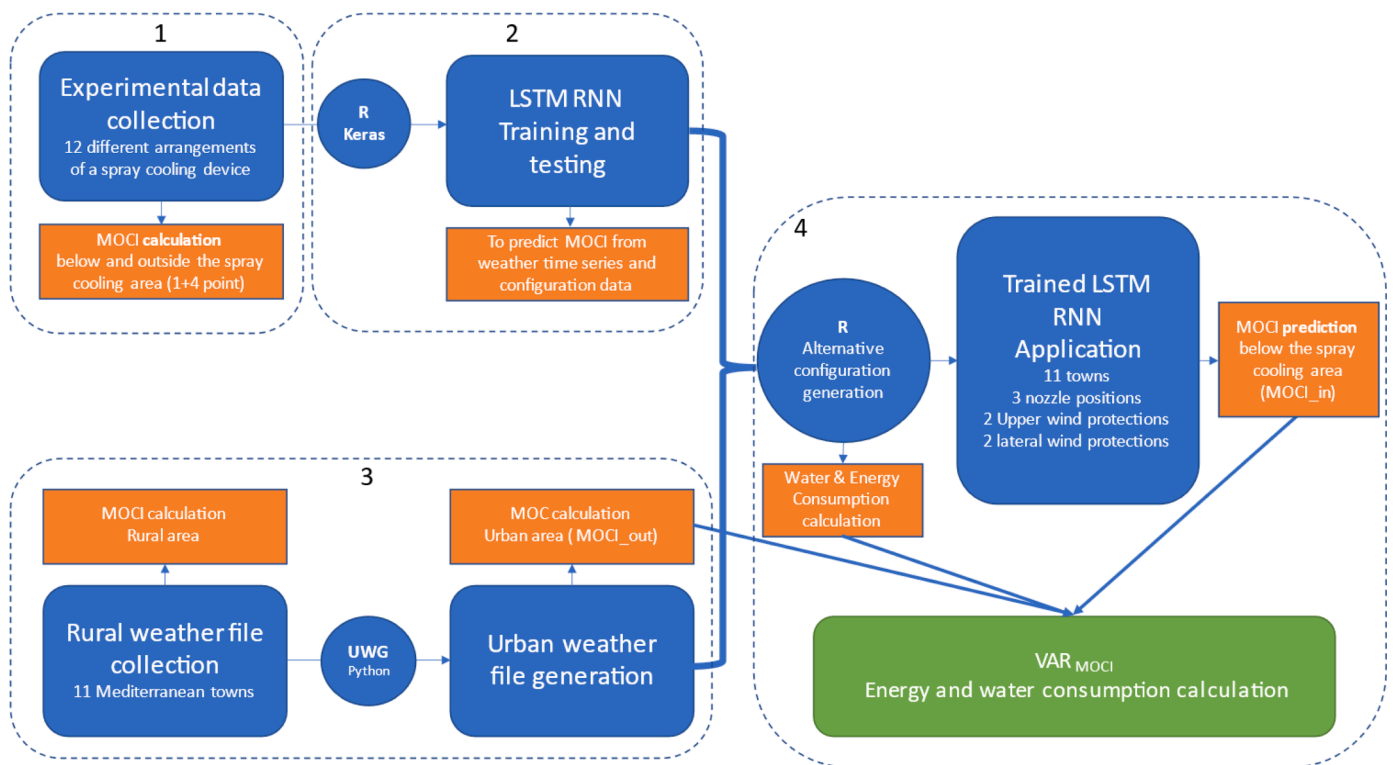 1
Experimental data
collection
12 different arrangements
of a spray cooling device
MOCI calculation
below and outside the spray
cooling area (1+4 point)
2
R
Keras
LSTM RNN
Training and
testing
To predict MOCI from
weather time series and
configuration data
3
MOCI calculation
Rural area
Rural weather file
collection
11 Mediterranean towns
UWG
Python
MOC calculation
Urban area ( MOCI_out)
Urban weather
file generation
4
R
Alternative
configuration
generation
Water & Energy
Consumption
calculation
Trained LSTM
RNN
Application
11 towns
3 nozzle positions
2 Upper wind protections
2 lateral wind protections
MOCI prediction
below the spray
cooling area
(MOCI_in)
VAR MOCI
Energy and water consumption calculation